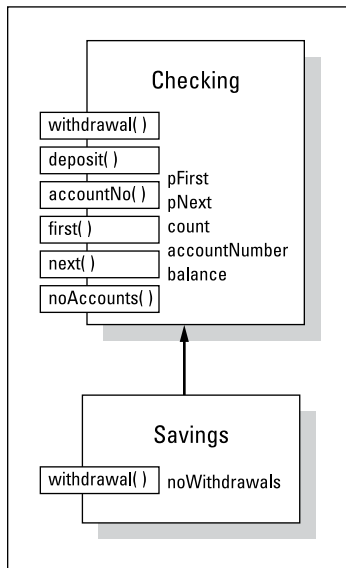 Checking
withdrawal( )
deposit( )
accountNo( )
first( )
next( )
noAccounts( )
pFirst
pNext
count
accountNumber
balance
Savings
withdrawal( )
noWithdrawals